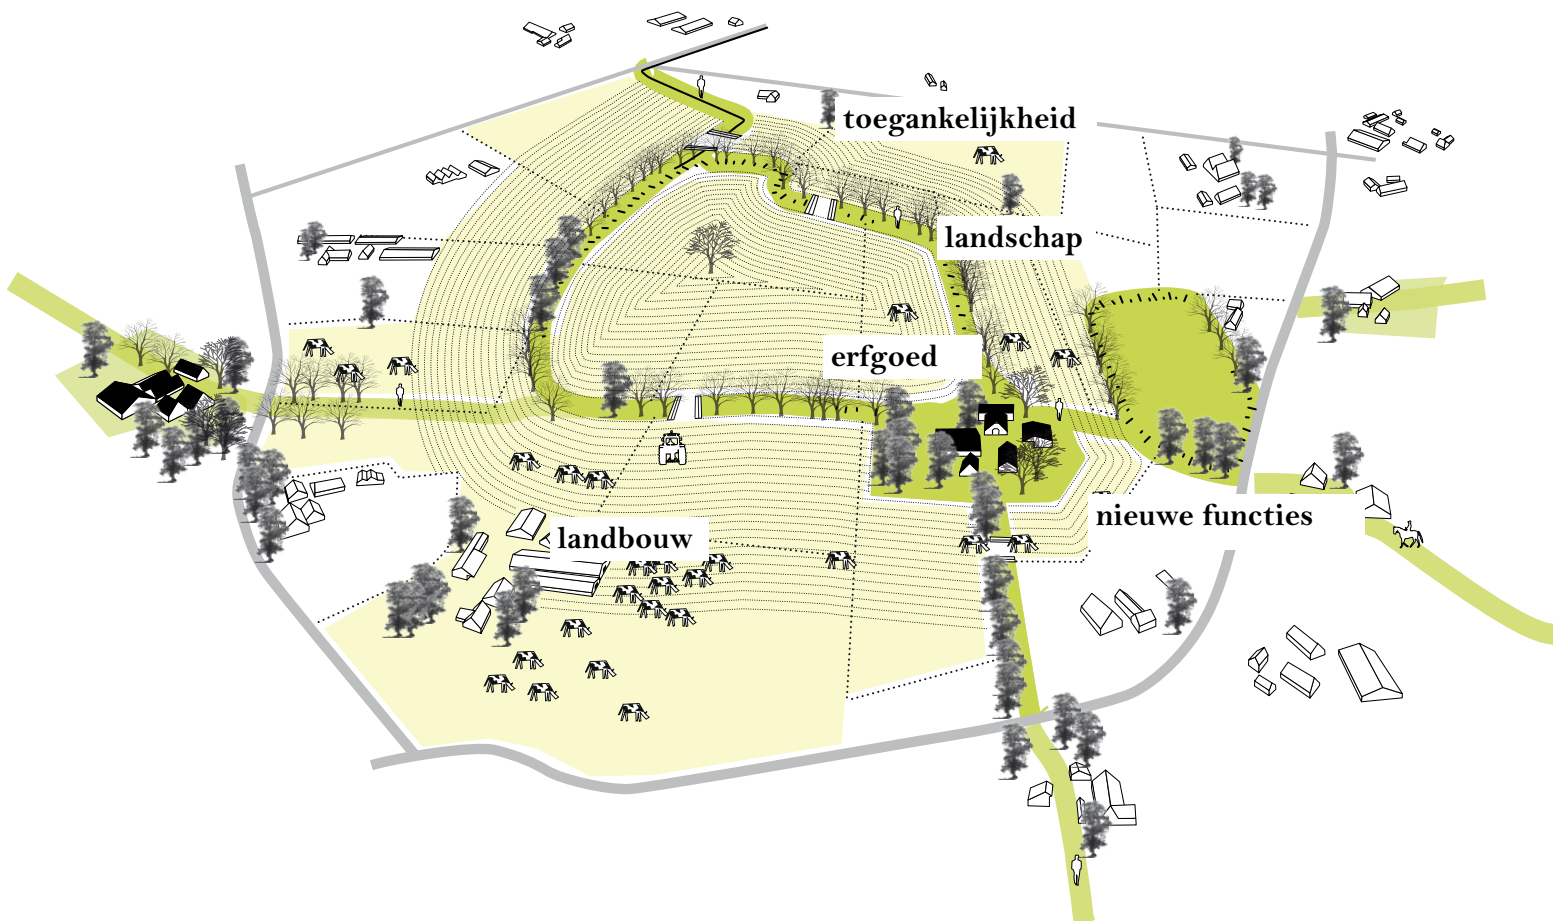 toegankelijkheid
landschap
erfgoed
nieuwe functies
landbouw